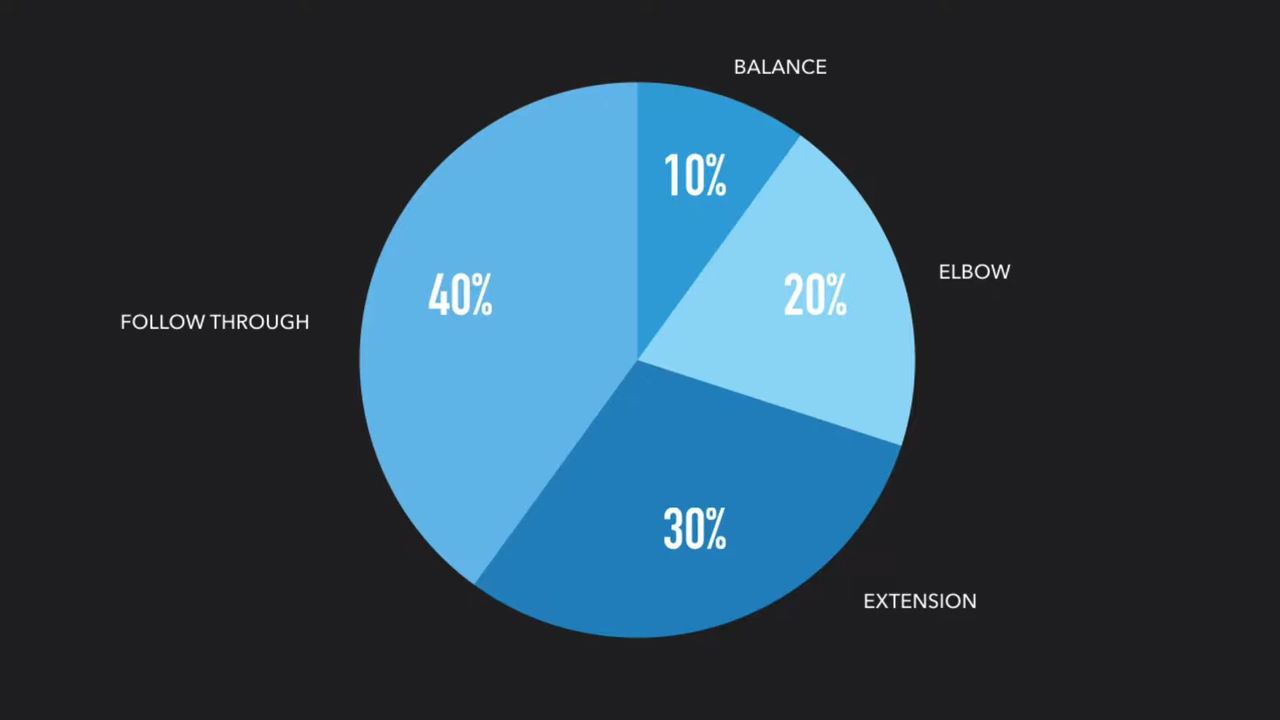 BALANCE
10%
ELBOW
20%
40%
FOLLOW THROUGH
30%
EXTENSION